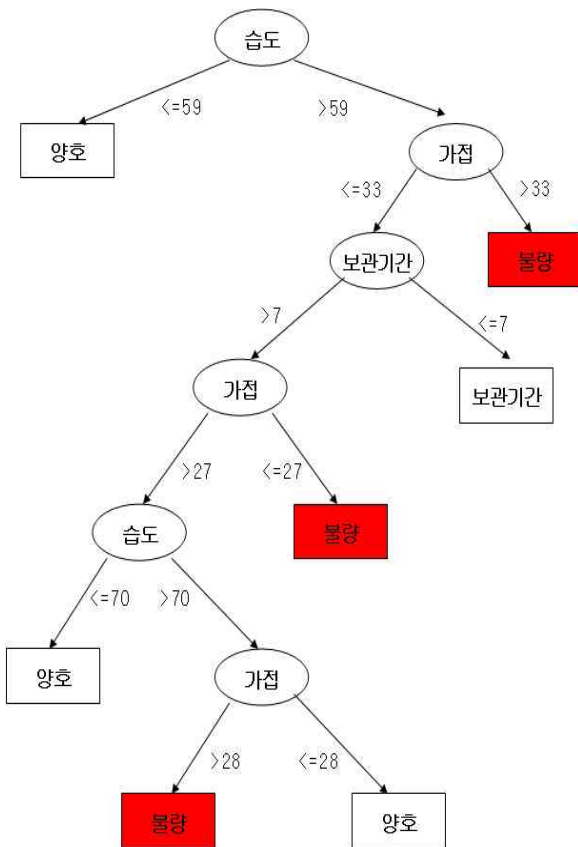 습도
<=59
>59
양호
가접
<=33
>33
보관기간
불량
>7
<=7
가접
보관기간
>27
<=27
습도
불량
<=70
>70
양호
가접
>28
<=28
불량
양호